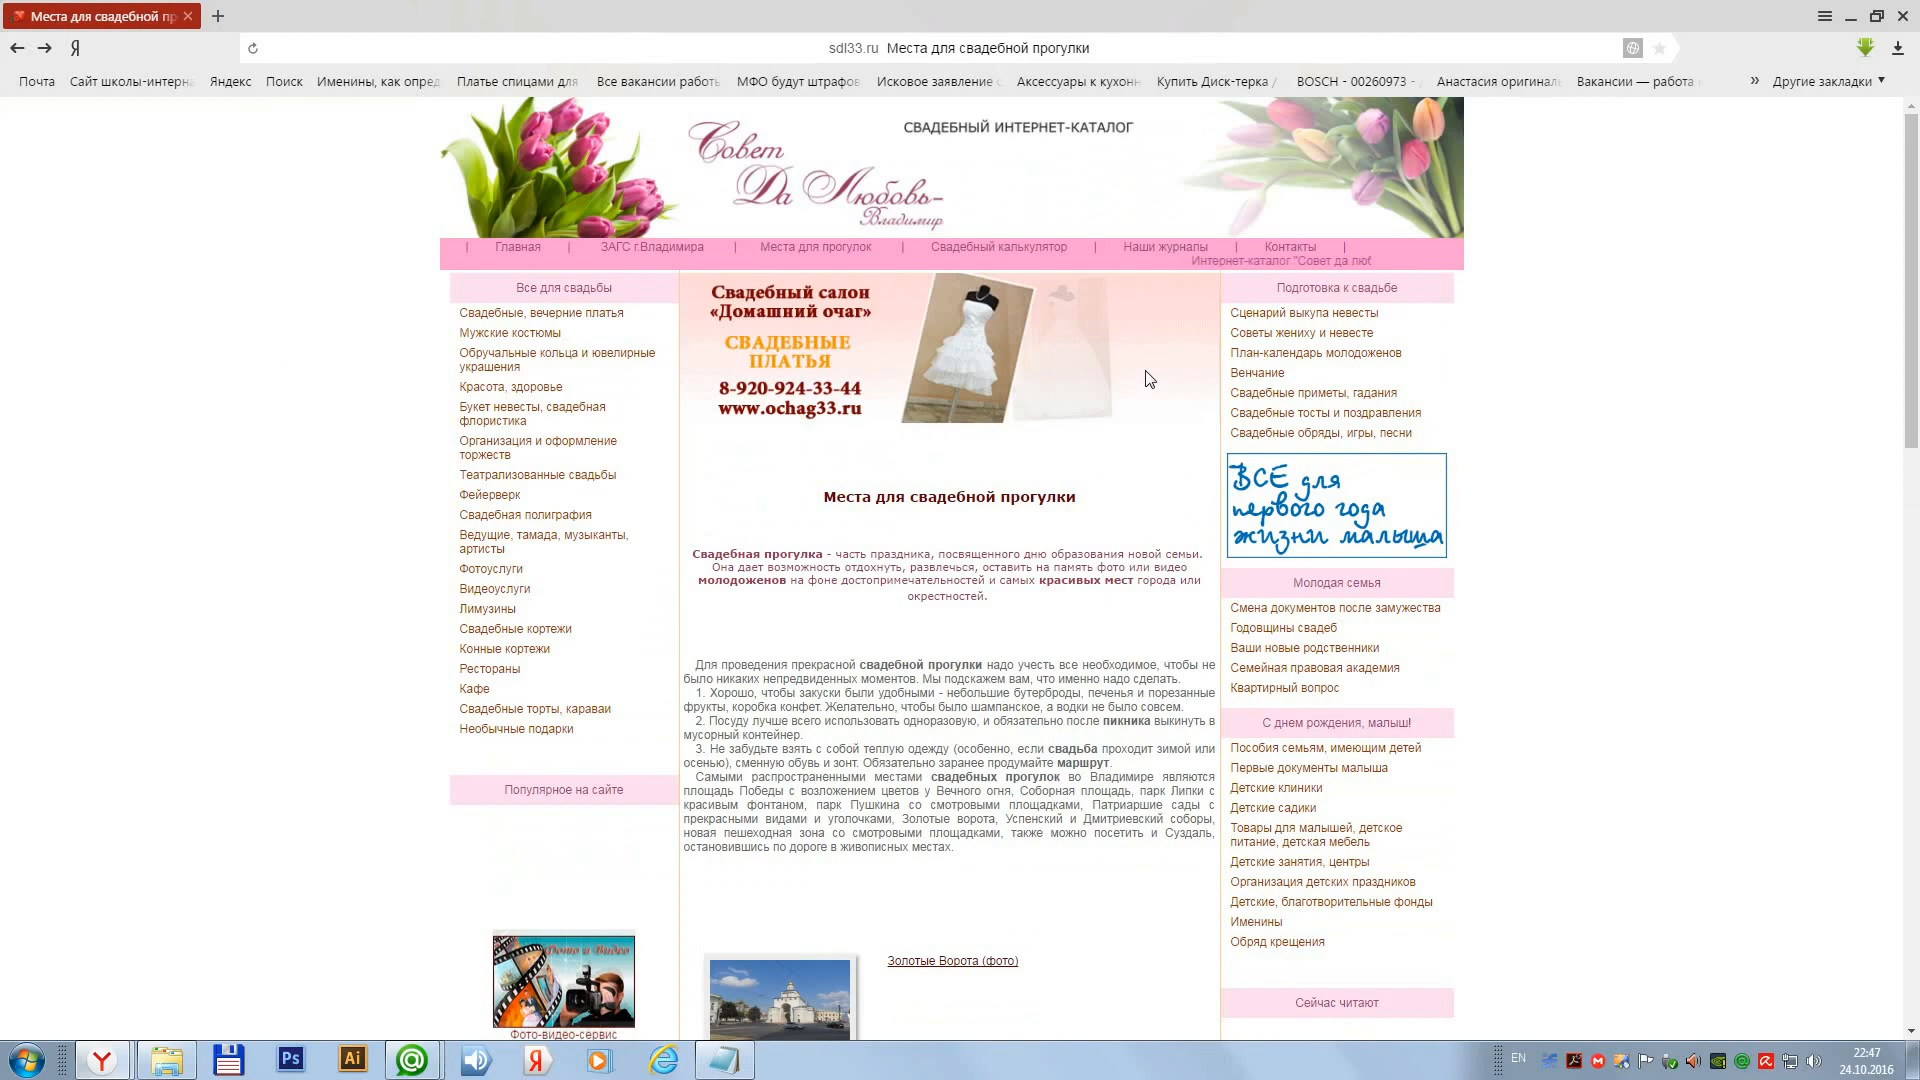 Места для свадебной пр
sdl33.ru Места для свадебной прогулки
Почта Сайт школы-интерна Яндекс Поиск Именины, как опред Платье спицами для Все вакансии работь МФО будут штрафов Исковое заявление с Аксессуары к кухонн Купить Диск-терка / BOSCH - 00260973 - Анастасия оригиналь Вакансии — работа » Другие закладки
СВАДЕБНЫЙ ИНТЕРНЕТ-КАТАЛОГ
Совет
Да Любовь-
Владимир
| Главная | ЗАГС г.Владимира | Места для прогулок | Свадебный калькулятор | Наши журналы | Контакты |
Интернет-каталог "Совет да люб
Все для свадьбы
Свадебные, вечерние платья
Мужские костюмы
Обручальные кольца и ювелирные
украшения
Красота, здоровье
Букет невесты, свадебная
флористика
Организация и оформление
торжеств
Театрализованные свадьбы
Фейерверк
Свадебная полиграфия
Ведущие, тамада, музыканты,
артисты
Фотоуслуги
Видеоуслуги
Лимузины
Свадебные кортежи
Конные кортежи
Рестораны
Кафе
Свадебные торты, караваи
Необычные подарки
Популярное на сайте
Фото и Видео
Фото-видео-сервис
Свадебный салон
«Домашний очаг»
СВАДЕБНЫЕ
ПЛАТЬЯ
8-920-924-33-44
www.ochag33.ru
Места для свадебной прогулки
Свадебная прогулка - часть праздника, посвященного дню образования новой семьи.
Она дает возможность отдохнуть, развлечься, оставить на память фото или видео
молодоженов на фоне достопримечательностей и самых красивых мест города или
окрестностей.
Для проведения прекрасной свадебной прогулки надо учесть все необходимое, чтобы не
было никаких непредвиденных моментов. Мы подскажем вам, что именно надо сделать.
1. Хорошо, чтобы закуски были удобными - небольшие бутерброды, печенья и порезанные
фрукты, коробка конфет. Желательно, чтобы было шампанское, а водки не было совсем.
2. Посуду лучше всего использовать одноразовую, и обязательно после пикника выкинуть в
мусорный контейнер.
3. Не забудьте взять с собой теплую одежду (особенно, если свадьба проходит зимой или
осенью), сменную обувь и зонт. Обязательно заранее продумайте маршрут.
Самыми распространенными местами свадебных прогулок во Владимире являются
площадь Победы с возложением цветов у Вечного огня, Соборная площадь, парк Липки с
красивым фонтаном, парк Пушкина со смотровыми площадками, Патриаршие сады с
прекрасными видами и уголочками, Золотые ворота, Успенский и Дмитриевский соборы,
новая пешеходная зона со смотровыми площадками, также можно посетить и Суздаль,
остановившись по дороге в живописных местах.
Золотые Ворота (фото)
Подготовка к свадьбе
Сценарий выкупа невесты
Советы жениху и невесте
План-календарь молодоженов
Венчание
Свадебные приметы, гадания
Свадебные тосты и поздравления
Свадебные обряды, игры, песни
ВСЕ для
первого года
жизни малыша
Молодая семья
Смена документов после замужества
Годовщины свадеб
Ваши новые родственники
Семейная правовая академия
Квартирный вопрос
С днем рождения, малыш!
Пособия семьям, имеющим детей
Первые документы малыша
Детские клиники
Детские садики
Товары для малышей, детское
питание, детская мебель
Детские занятия, центры
Организация детских праздников
Детские, благотворительные фонды
Именины
Обряд крещения
Сейчас читают
Ps Ai
EN
22:47
24.10.2016